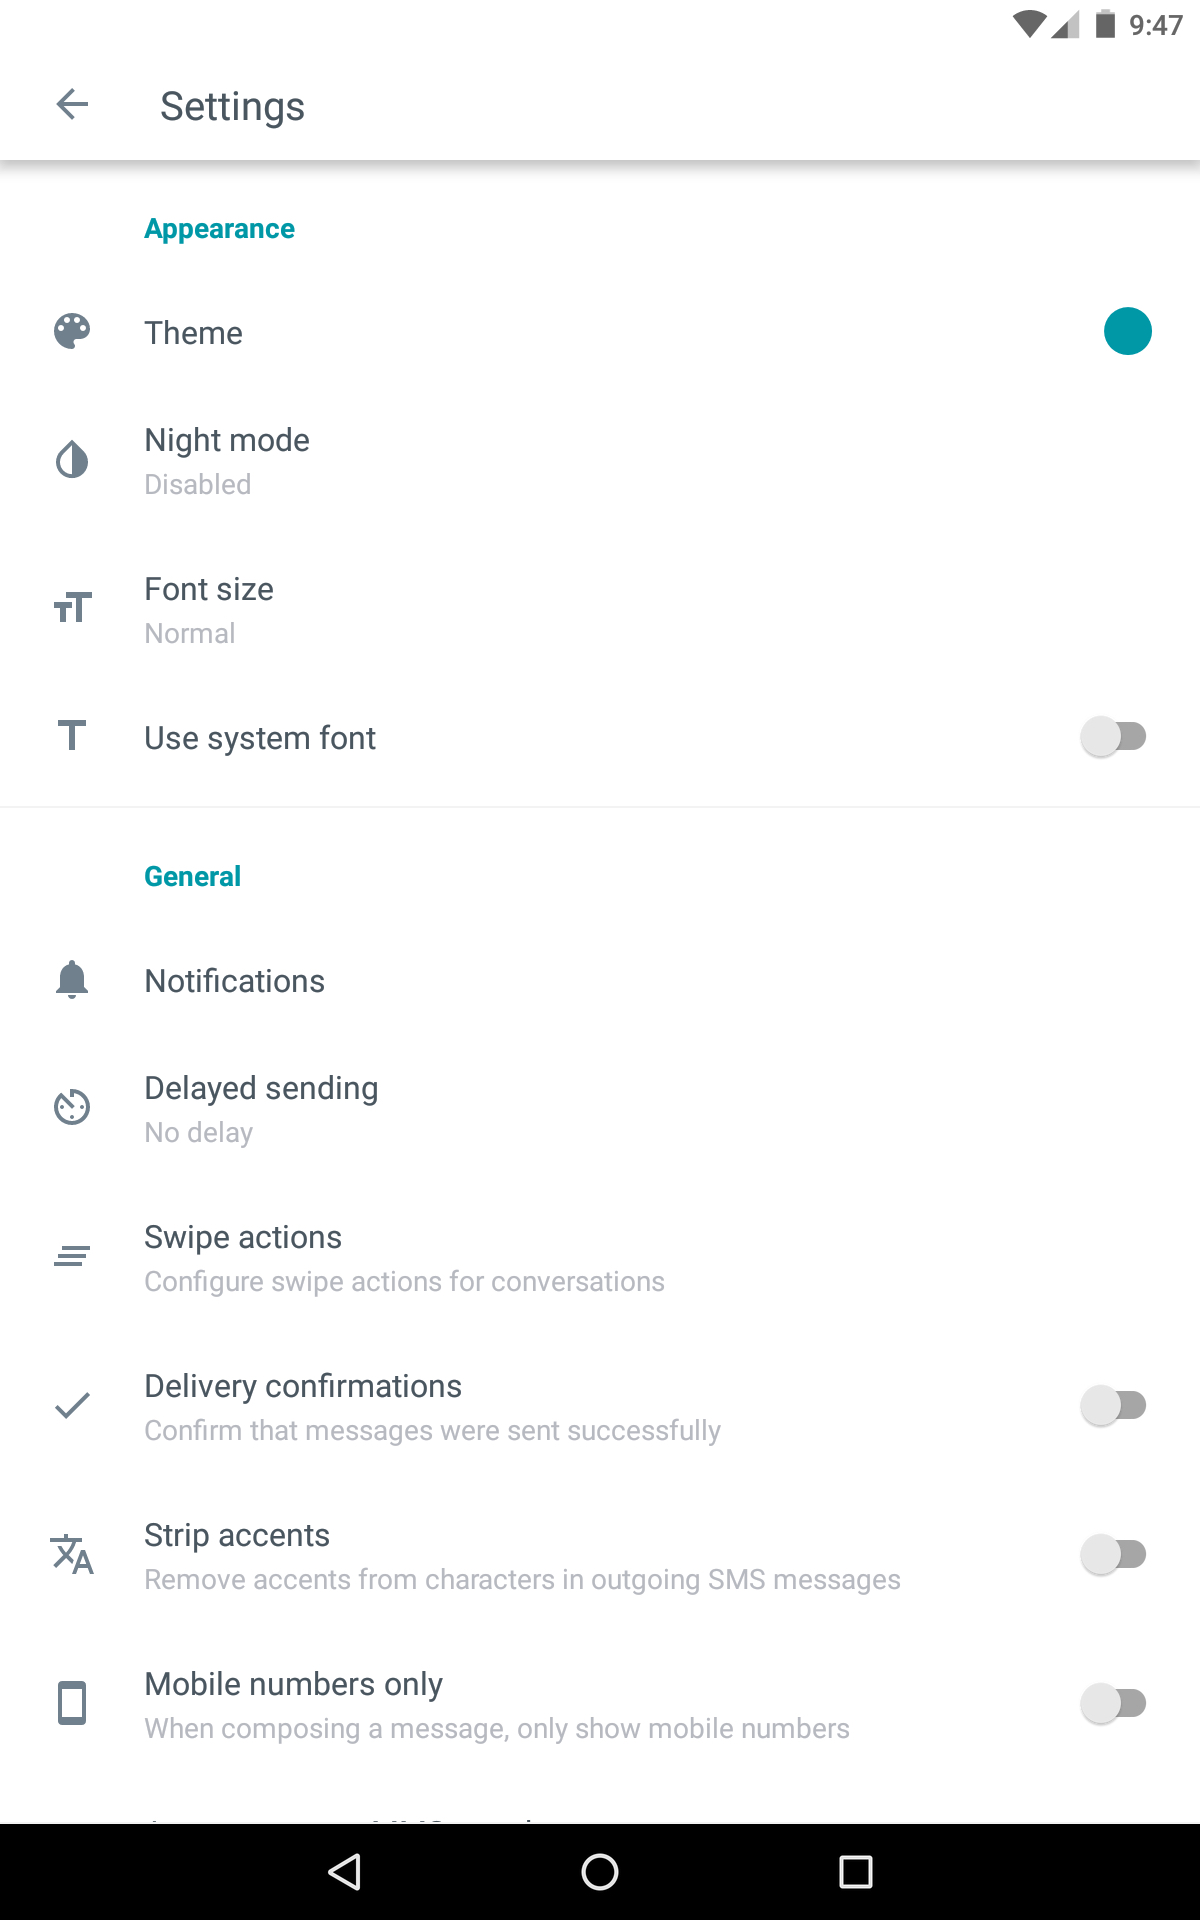 9:47
Settings
Appearance
Theme
Night mode
Disabled
Font size
Normal
Use system font
General
Notifications
Delayed sending
No delay
Swipe actions
Configure swipe actions for conversations
Delivery confirmations
Confirm that messages were sent successfully
Strip accents
Remove accents from characters in outgoing SMS messages
Mobile numbers only
When composing a message, only show mobile numbers